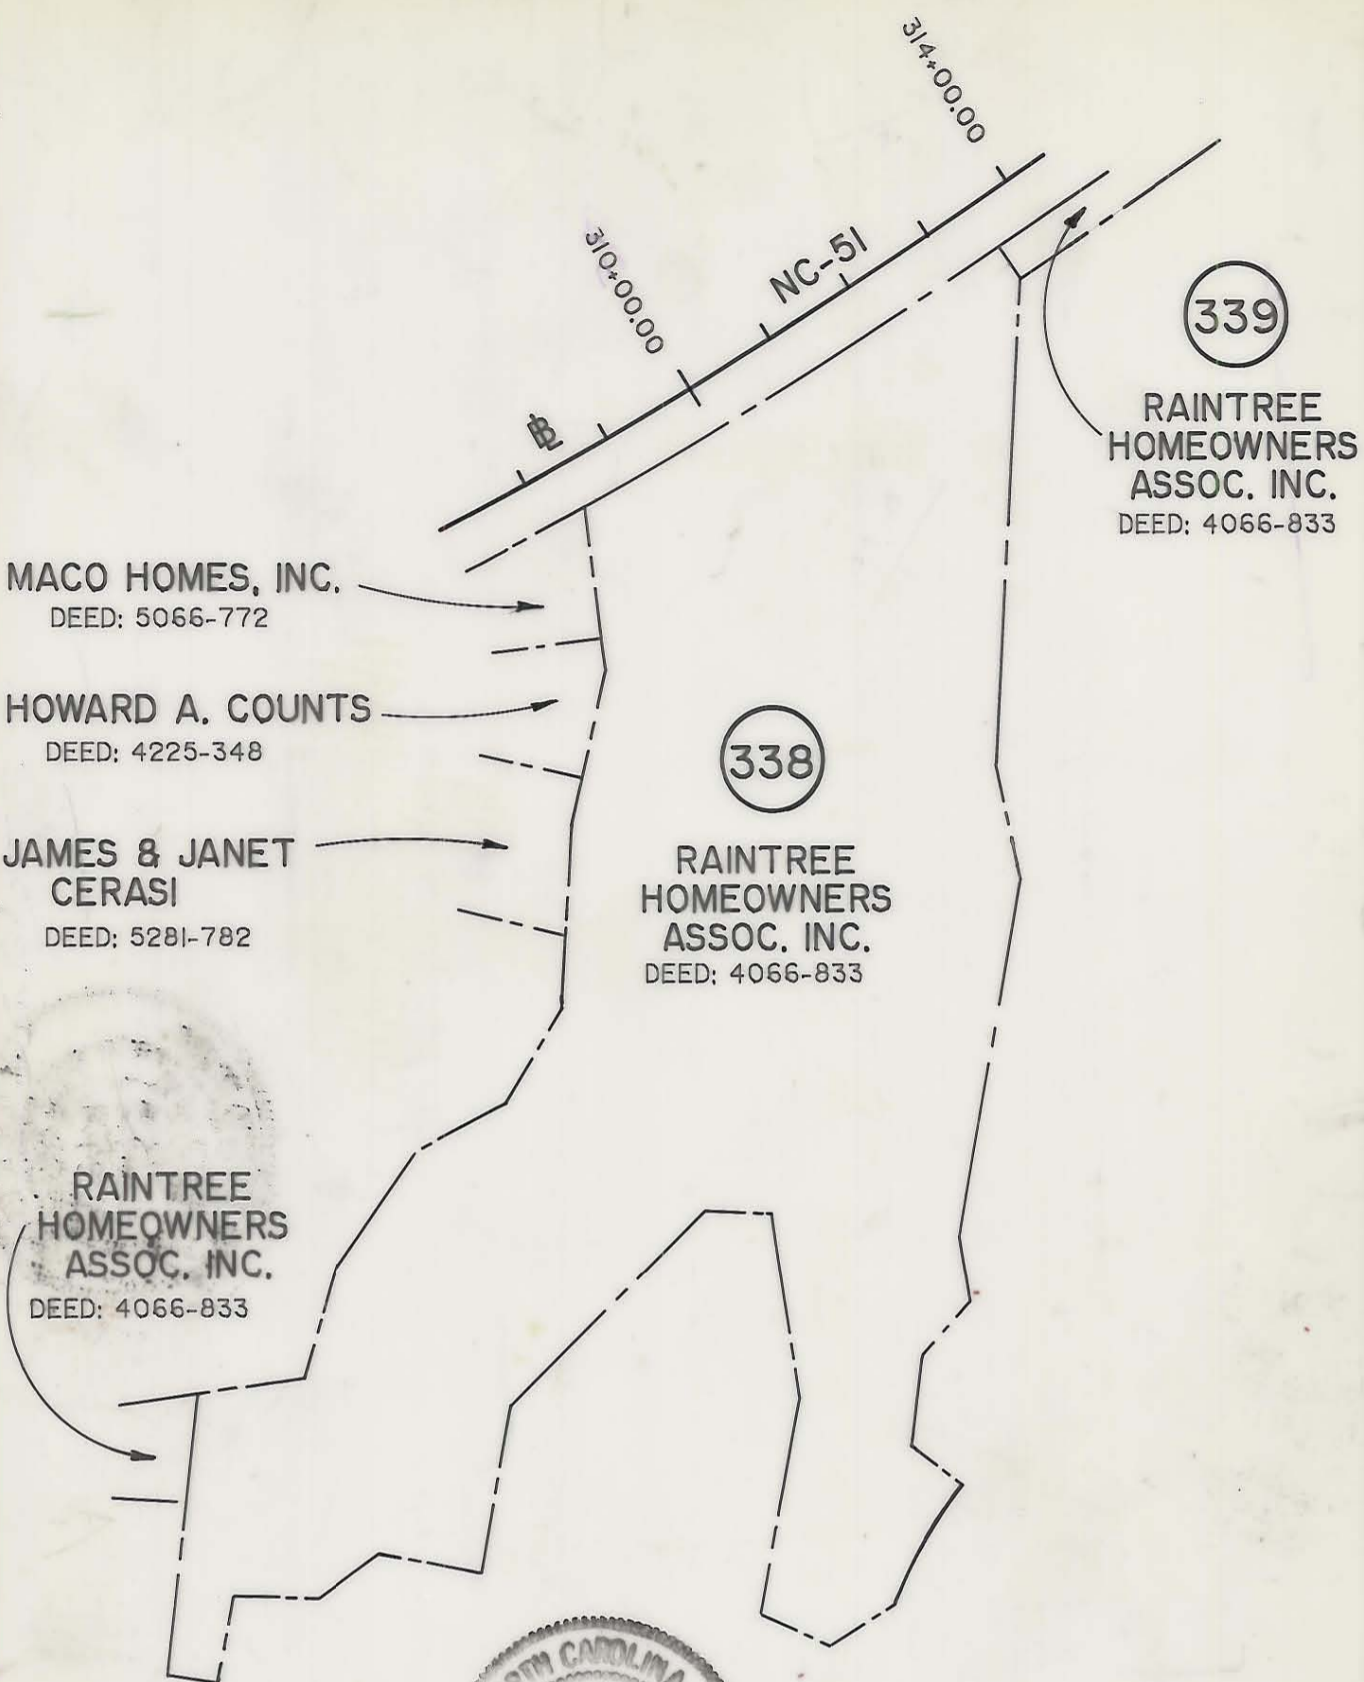 314+00.00
310+00.00
NC-51
BL
339
RAINTREE
HOMEOWNERS
ASSOC. INC.
DEED: 4066-833
MACO HOMES, INC.
DEED: 5066-772
HOWARD A. COUNTS
DEED: 4225-348
338
JAMES & JANET
CERASI
DEED: 5281-782
RAINTREE
HOMEOWNERS
ASSOC. INC.
DEED: 4066-833
RAINTREE
HOMEOWNERS
ASSOC. INC.
DEED: 4066-833
CAROLINA